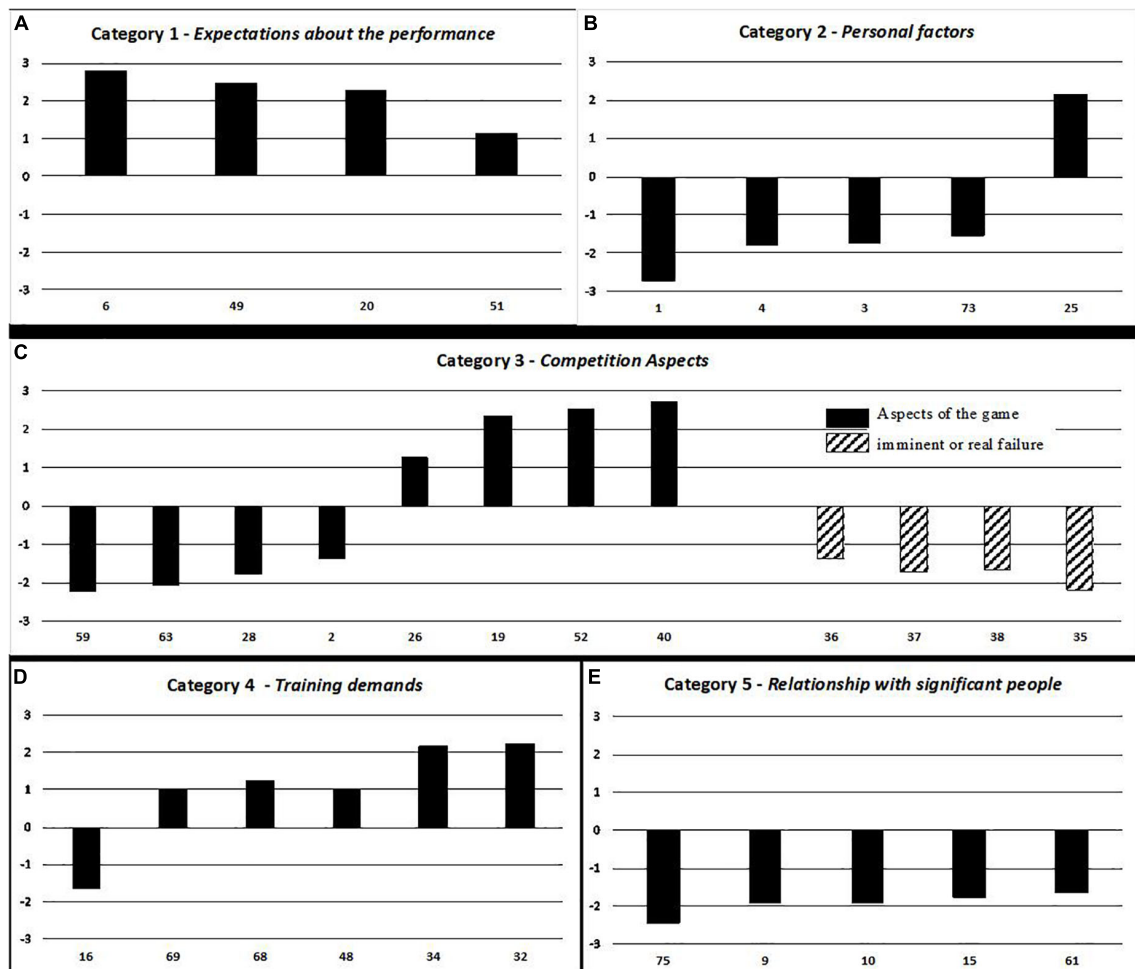 A
Category 1 - Expectations about the performance
3
2
1
0
-1
-2
-3
6 49 20 51
B
Category 2 - Personal factors
3
2
1
0
-1
-2
-3
1 4 3 73 25
C
Category 3 - Competition Aspects
3
2
1
0
-1
-2
-3
Aspects of the game
imminent or real failure
59 63 28 2 26 19 52 40 36 37 38 35
D
Category 4 - Training demands
3
2
1
0
-1
-2
-3
16 69 68 48 34 32
E
Category 5 - Relationship with significant people
3
2
1
0
-1
-2
-3
75 9 10 15 61